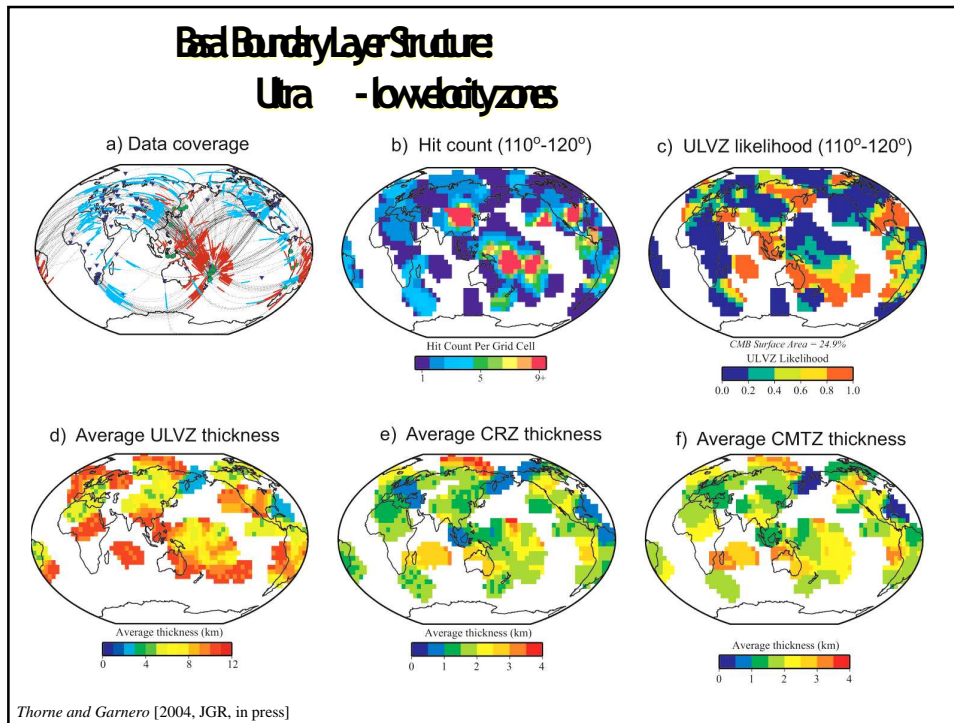 Basal Boundary Layer Structure:
Ultra - low velocity zones
a) Data coverage
b) Hit count (110°-120°)
c) ULVZ likelihood (110°-120°)
Hit Count Per Grid Cell
1 5 9+
CMB Surface Area = 24.9%
ULVZ Likelihood
0.0 0.2 0.4 0.6 0.8 1.0
d) Average ULVZ thickness
e) Average CRZ thickness
f) Average CMTZ thickness
Average thickness (km)
0 4 8 12
Average thickness (km)
0 1 2 3 4
Average thickness (km)
0 1 2 3 4
Thorne and Garnero [2004, JGR, in press]